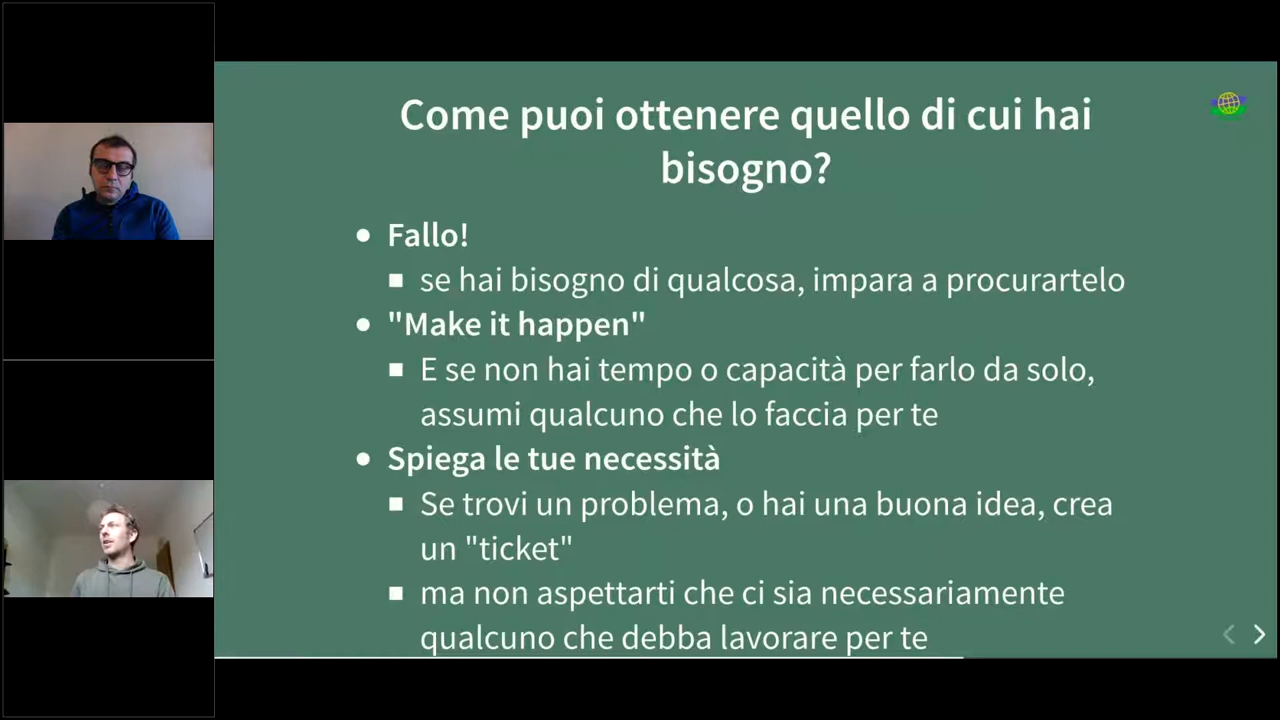 Come puoi ottenere quello di cui hai
bisogno?
• Fallo!
▪ se hai bisogno di qualcosa, impara a procurartelo
• "Make it happen"
▪ E se non hai tempo o capacità per farlo da solo,
assumi qualcuno che lo faccia per te
• Spiega le tue necessità
▪ Se trovi un problema, o hai una buona idea, crea
un "ticket"
▪ ma non aspettarti che ci sia necessariamente
qualcuno che debba lavorare per te